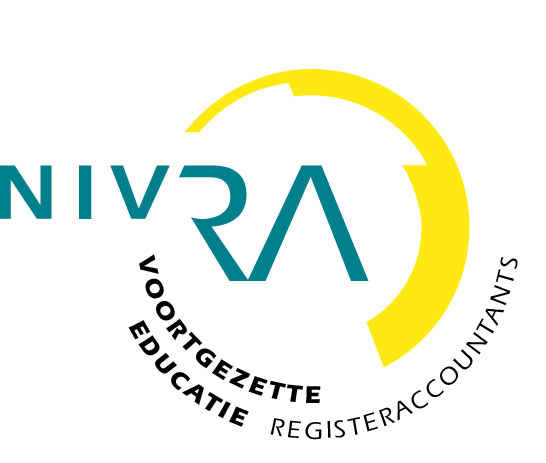 NIVRA
VOORTGEZETTE
EDUCATIE REGISTERACCOUNTANTS